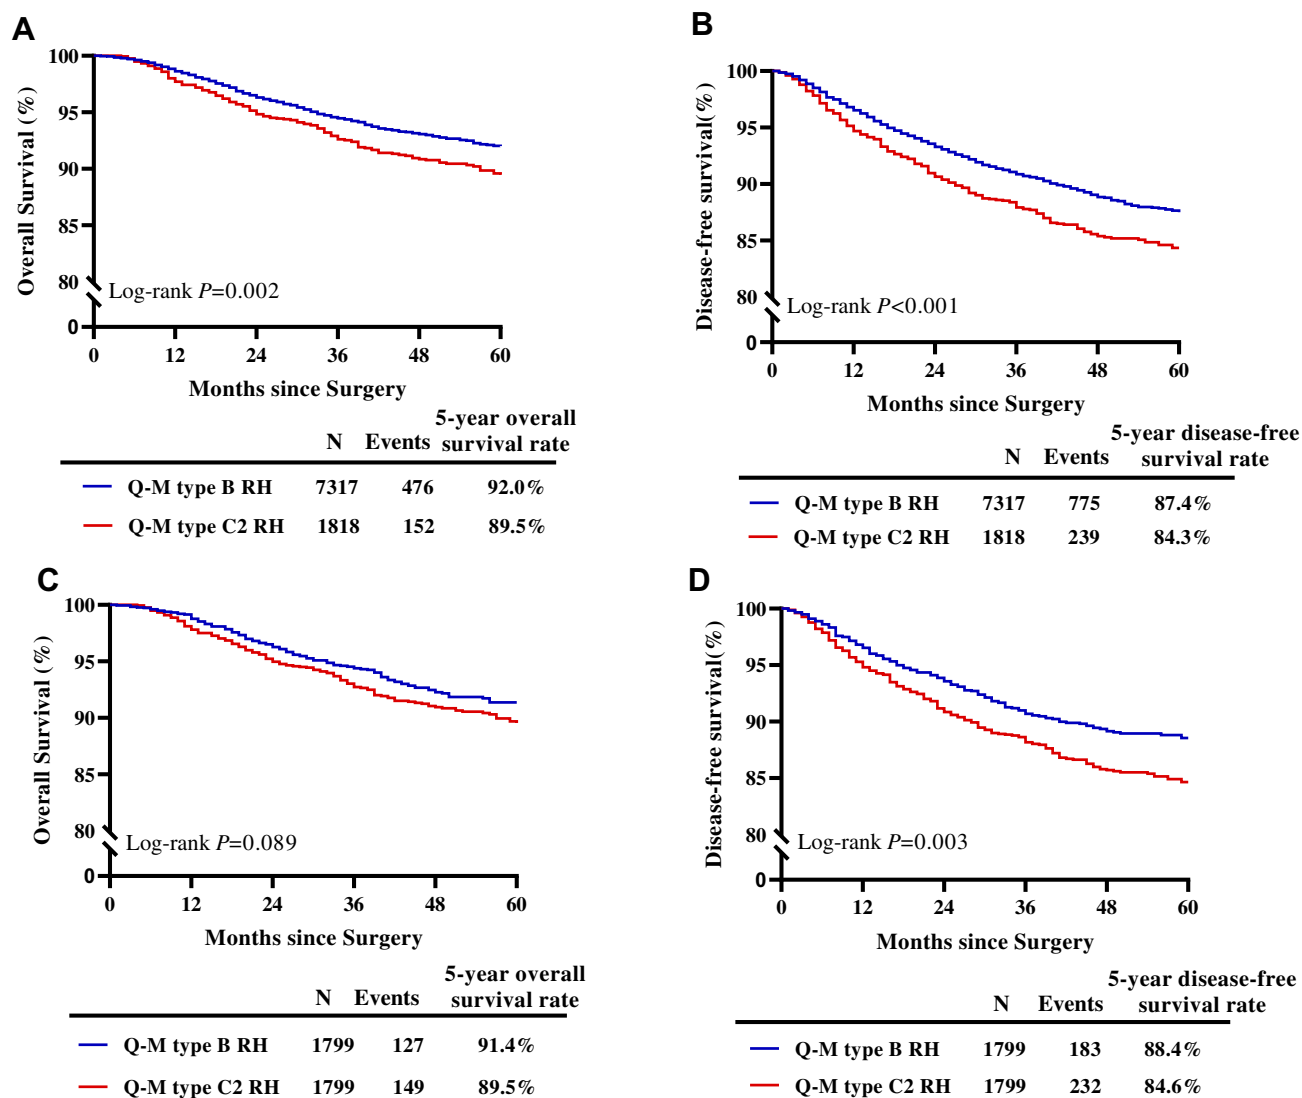 A
Overall Survival (%)
100
95
90
85
80
0
Log-rank P=0.002
0 12 24 36 48 60
Months since Surgery
5-year overall
N Events survival rate
Q-M type B RH 7317 476 92.0%
Q-M type C2 RH 1818 152 89.5%
B
Disease-free survival(%)
100
95
90
85
80
0
Log-rank P<0.001
0 12 24 36 48 60
Months since Surgery
5-year disease-free
N Events survival rate
Q-M type B RH 7317 775 87.4%
Q-M type C2 RH 1818 239 84.3%
C
Overall Survival (%)
100
95
90
85
80
0
Log-rank P=0.089
0 12 24 36 48 60
Months since Surgery
5-year overall
N Events survival rate
Q-M type B RH 1799 127 91.4%
Q-M type C2 RH 1799 149 89.5%
D
Disease-free survival(%)
100
95
90
85
80
0
Log-rank P=0.003
0 12 24 36 48 60
Months since Surgery
5-year disease-free
N Events survival rate
Q-M type B RH 1799 183 88.4%
Q-M type C2 RH 1799 232 84.6%